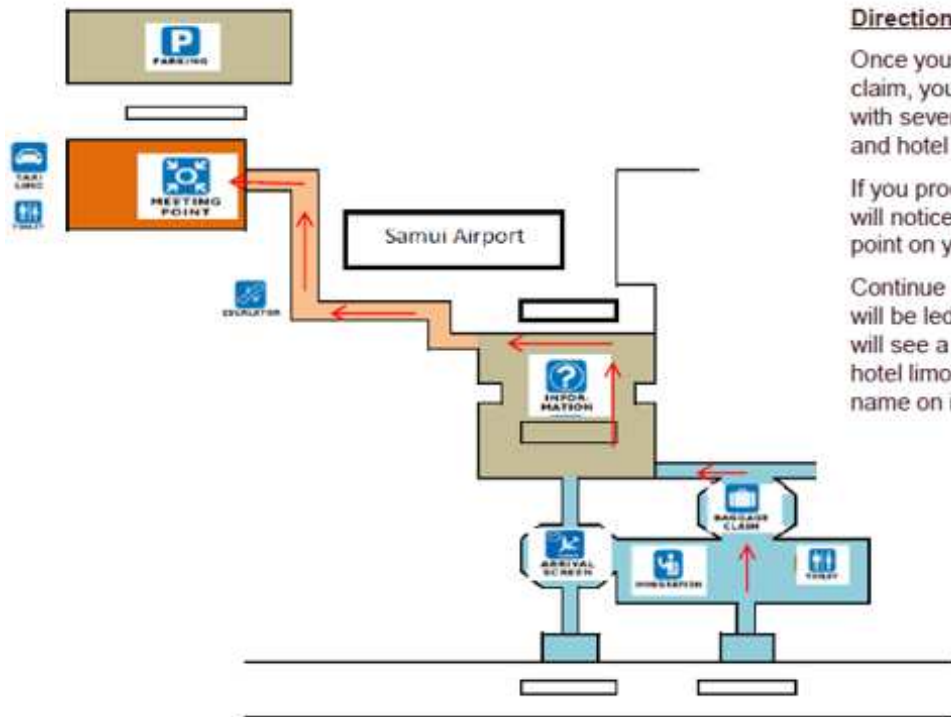 P
PARKING
TAXI
LIMO
TOILET
MEETING
POINT
Samui Airport
ESCALATOR
?
INFOR-
MATION
BAGGAGE
CLAIM
ARRIVAL
SCREEN
IMMIGRATION
TOILET
Direction
Once you
claim, you
with sever
and hotel
If you pro
will notice
point on y
Continue
will be led
will see a
hotel limo
name on i